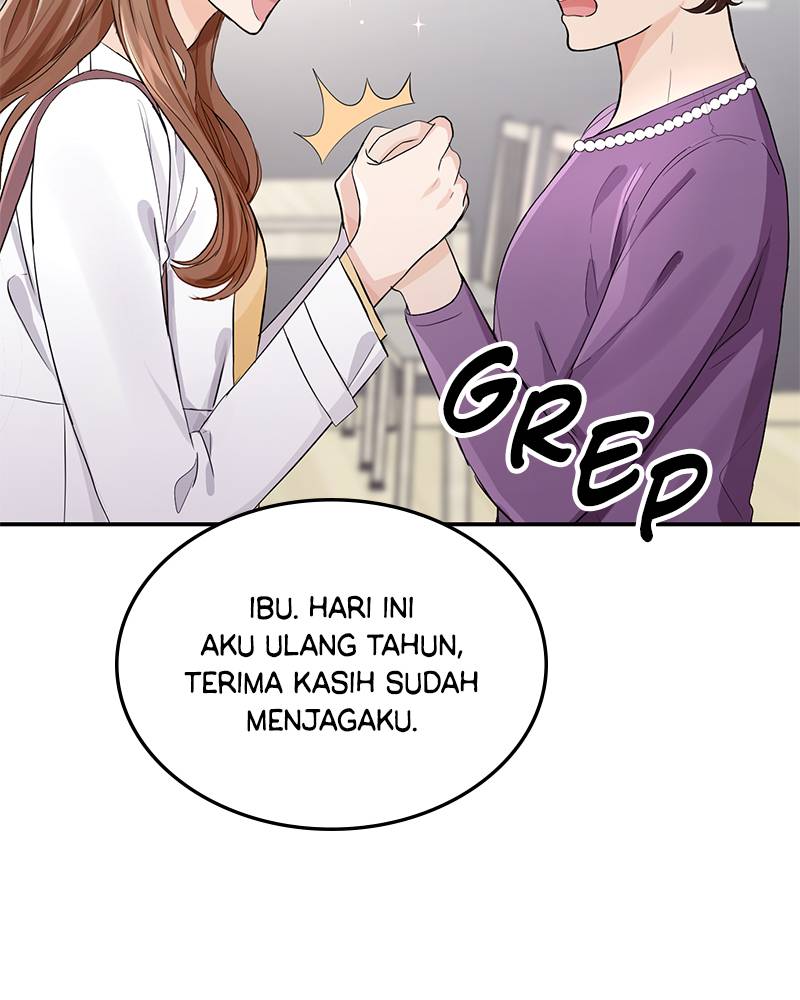 GREP
IBU. HARI INI
AKU ULANG TAHUN,
TERIMA KASIH SUDAH
MENJAGAKU.